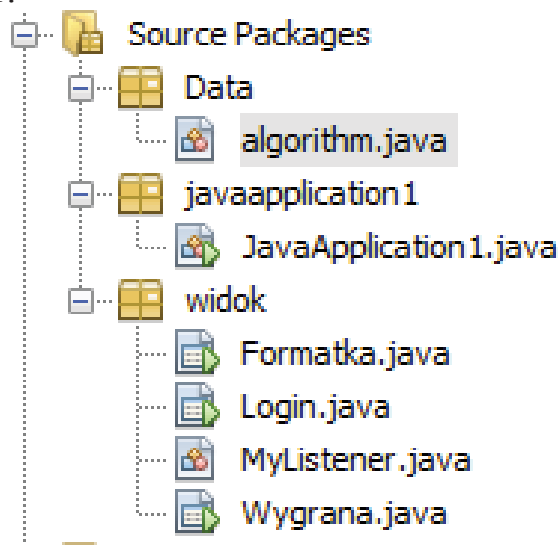 Source Packages
Data
algorithm.java
javaapplication1
JavaApplication1.java
widok
Formatka.java
Login.java
MyListener.java
Wygrana.java